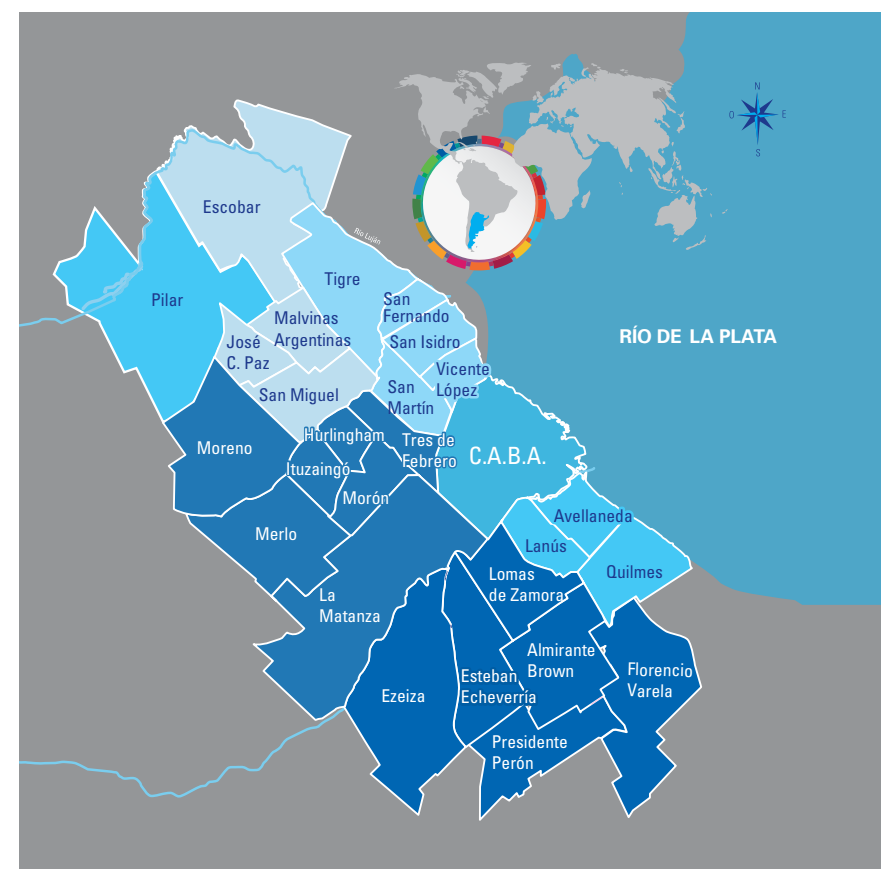 N
O
E
S
Escobar
Río Luján
Pilar
Tigre
San
Fernando
Malvinas
Argentinas
José
C. Paz
San Isidro
RÍO DE LA PLATA
Vicente
López
San Miguel
San
Martín
Moreno
Hurlingham
Tres de
Febrero
C.A.B.A.
Ituzaingó
Morón
Avellaneda
Merlo
Lanús
Quilmes
Lomas
de Zamora
La
Matanza
Almirante
Brown
Florencio
Varela
Esteban
Echeverría
Ezeiza
Presidente
Perón